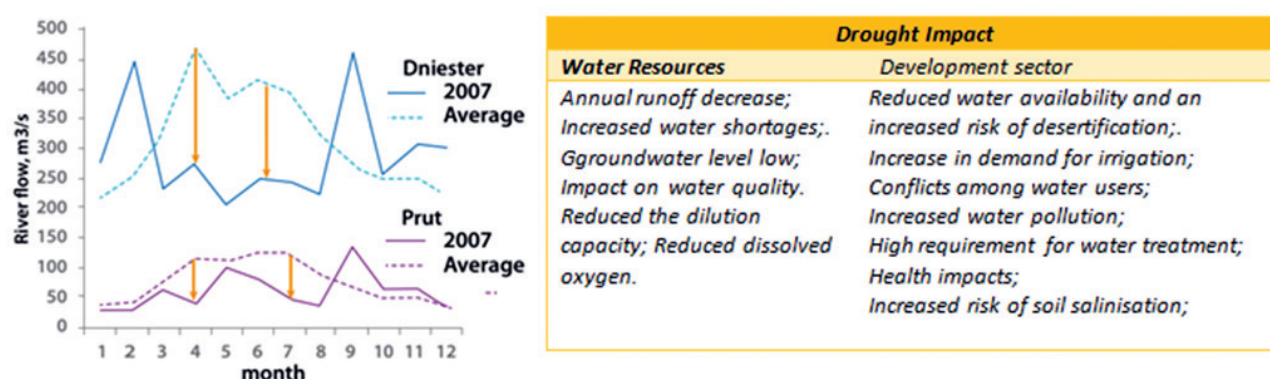 500
450
400
350
300
250
200
150
100
50
0
River flow, m3/s
Dniester
2007
Average
Prut
2007
Average
1 2 3 4 5 6 7 8 9 10 11 12
month
Drought Impact
Water Resources
Annual runoff decrease;
Increased water shortages;.
Ggroundwater level low;
Impact on water quality.
Reduced the dilution
capacity; Reduced dissolved
oxygen.
Development sector
Reduced water availability and an
increased risk of desertification;.
Increase in demand for irrigation;
Conflicts among water users;
Increased water pollution;
High requirement for water treatment;
Health impacts;
Increased risk of soil salinisation;